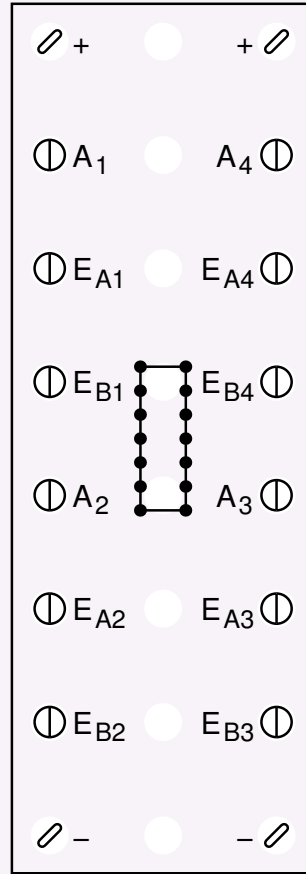 + +
A1 A4
EA1 EA4
EB1 EB4
A2 A3
EA2 EA3
EB2 EB3
− −